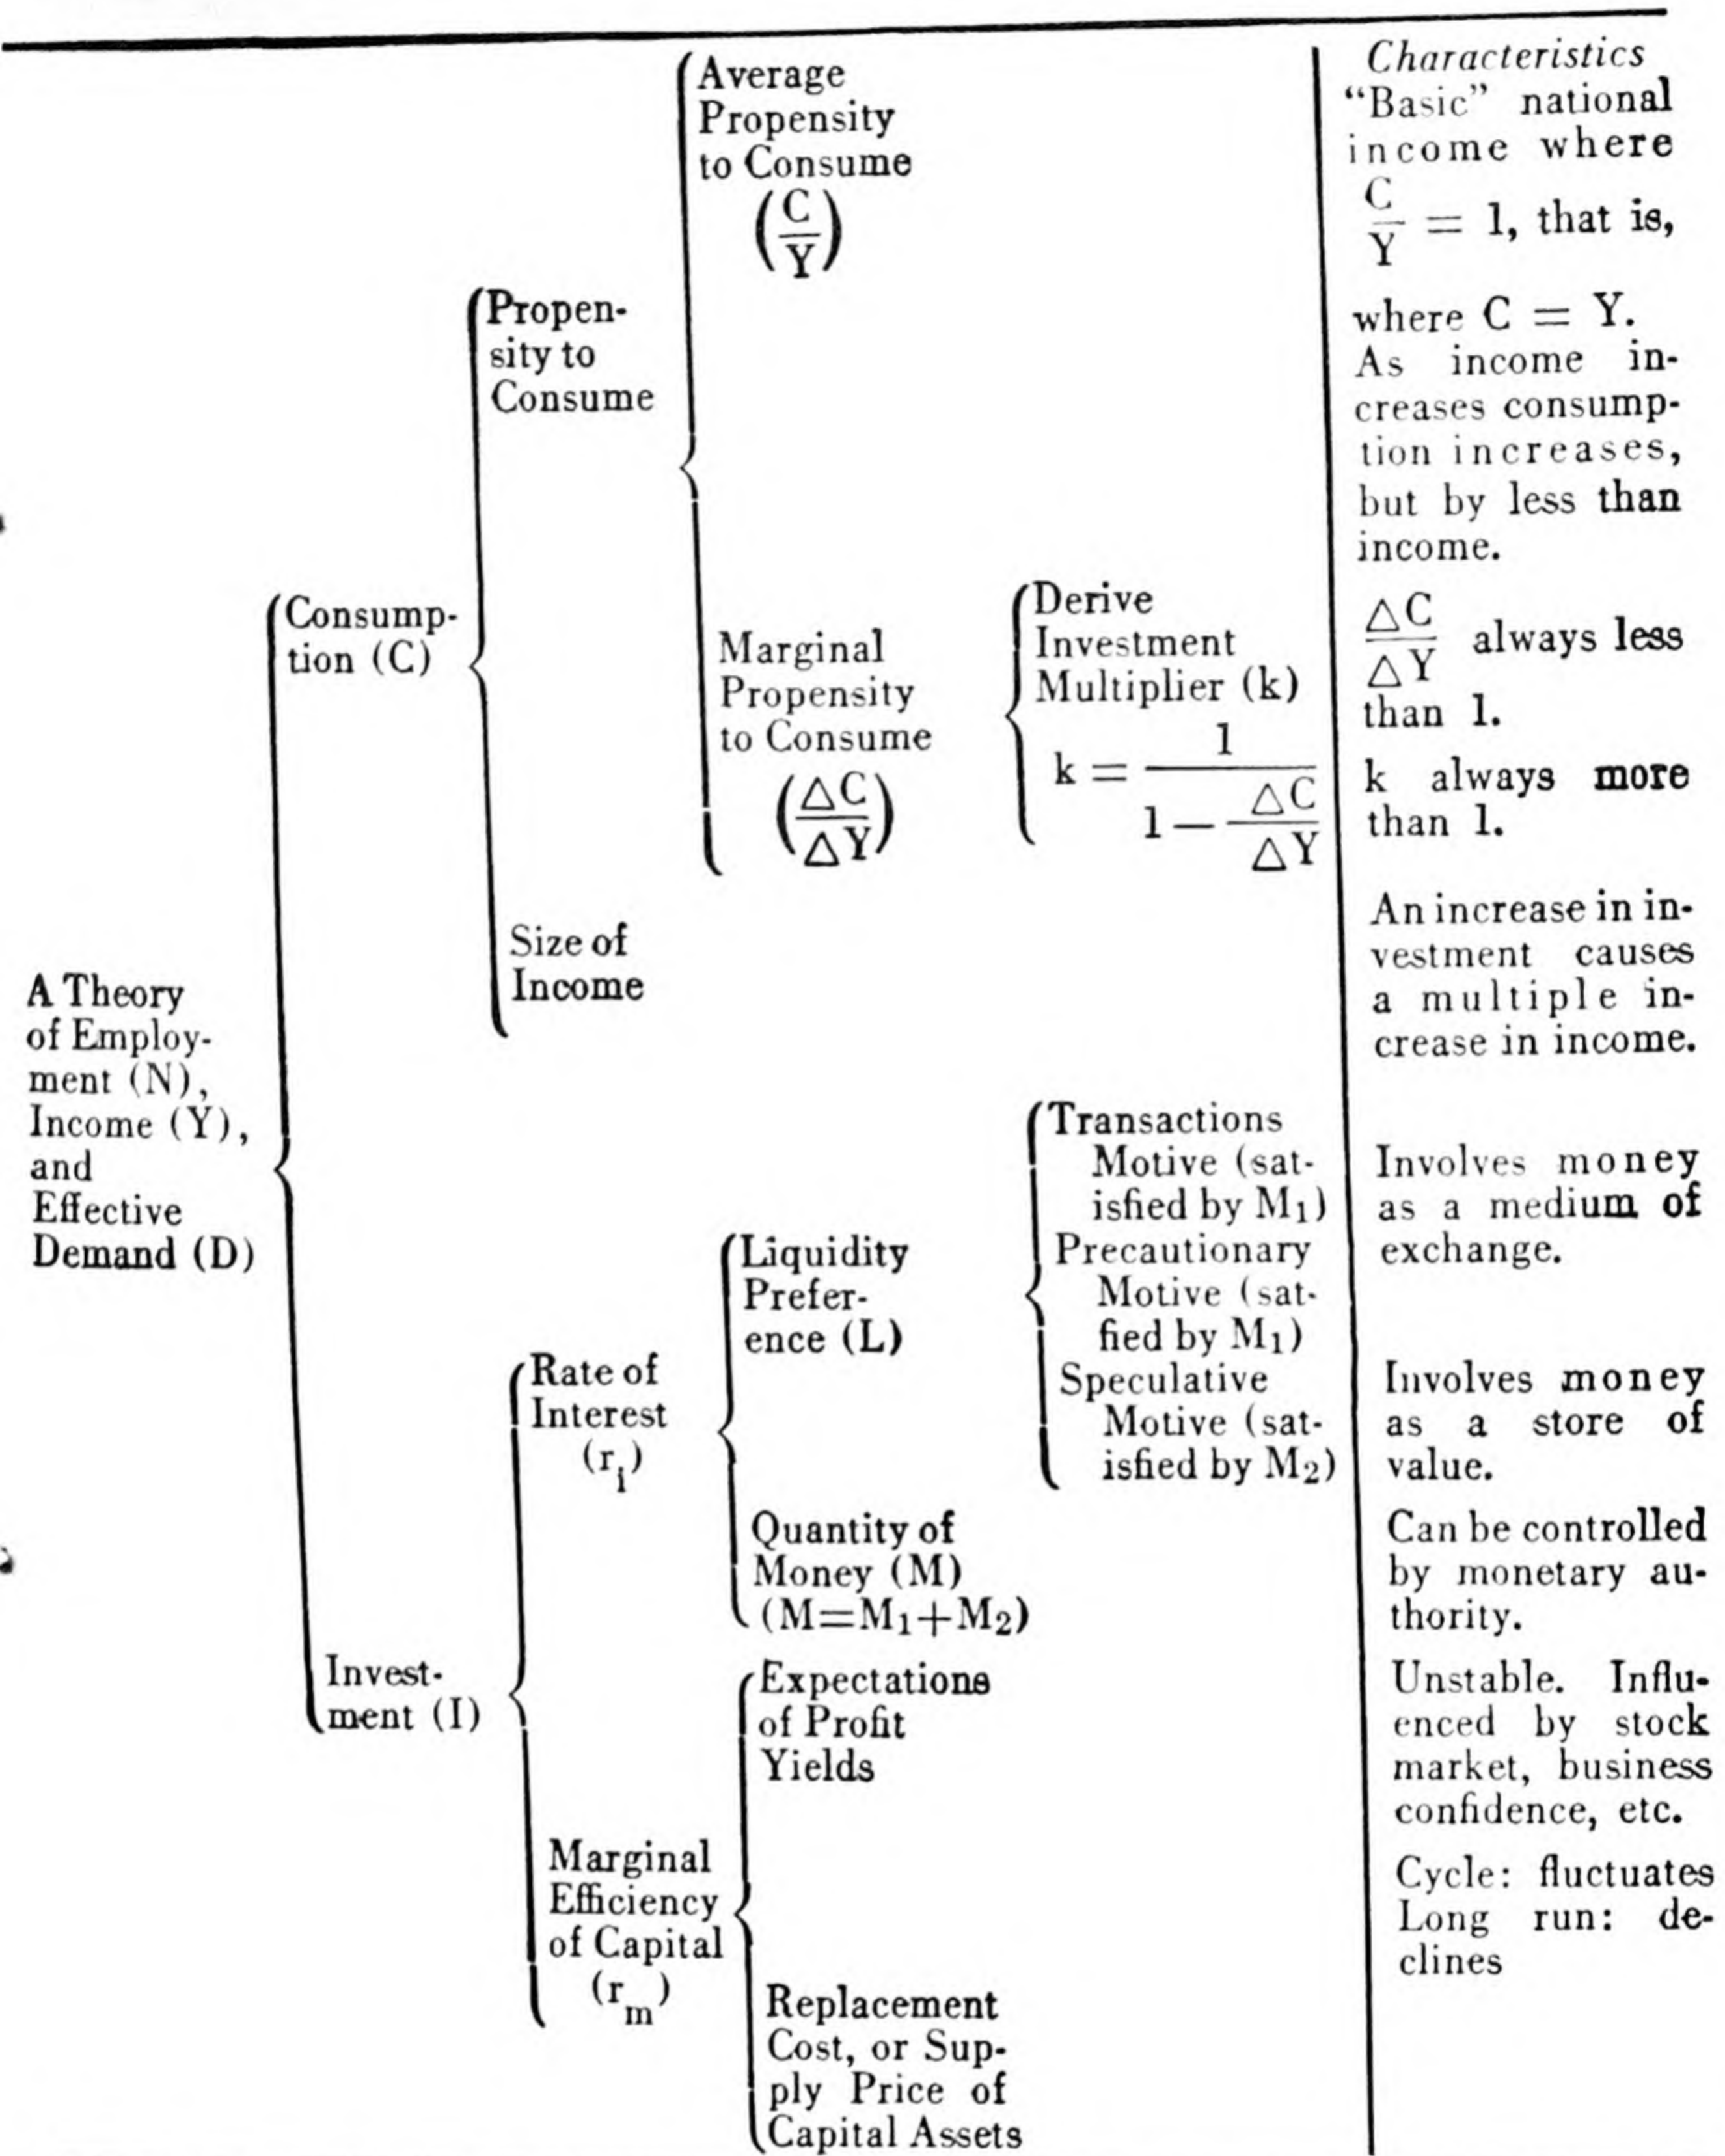 A Theory
of Employ-
ment (N),
Income (Y),
and
Effective
Demand (D)
Consump-
tion (C)
Propen-
sity to
Consume
Average
Propensity
to Consume
(C/Y)
Marginal
Propensity
to Consume
(△C/△Y)
Derive
Investment
Multiplier (k)
k = 1/(1 — △C/△Y)
Size of
Income
Invest-
ment (I)
Rate of
Interest
(r_i)
Liquidity
Prefer-
ence (L)
Transactions
Motive (sat-
isfied by M₁)
Precautionary
Motive (sat-
fied by M₁)
Speculative
Motive (sat-
isfied by M₂)
Quantity of
Money (M)
(M=M₁+M₂)
Marginal
Efficiency
of Capital
(r_m)
Expectations
of Profit
Yields
Replacement
Cost, or Sup-
ply Price of
Capital Assets
Characteristics
“Basic” national
income where
C/Y = 1, that is,
where C = Y.
As income in-
creases consump-
tion increases,
but by less than
income.
△C/△Y always less
than 1.
k always more
than 1.
An increase in in-
vestment causes
a multiple in-
crease in income.
Involves money
as a medium of
exchange.
Involves money
as a store of
value.
Can be controlled
by monetary au-
thority.
Unstable. Influ-
enced by stock
market, business
confidence, etc.
Cycle: fluctuates
Long run: de-
clines